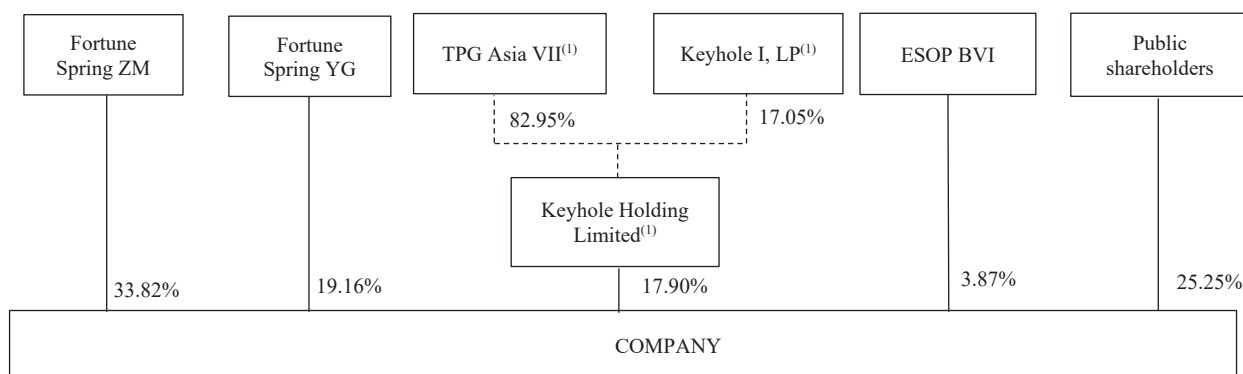 Fortune
Spring ZM
Fortune
Spring YG
TPG Asia VII(1)
Keyhole I, LP(1)
ESOP BVI
Public
shareholders
82.95%
17.05%
Keyhole Holding
Limited(1)
33.82%
19.16%
17.90%
3.87%
25.25%
COMPANY